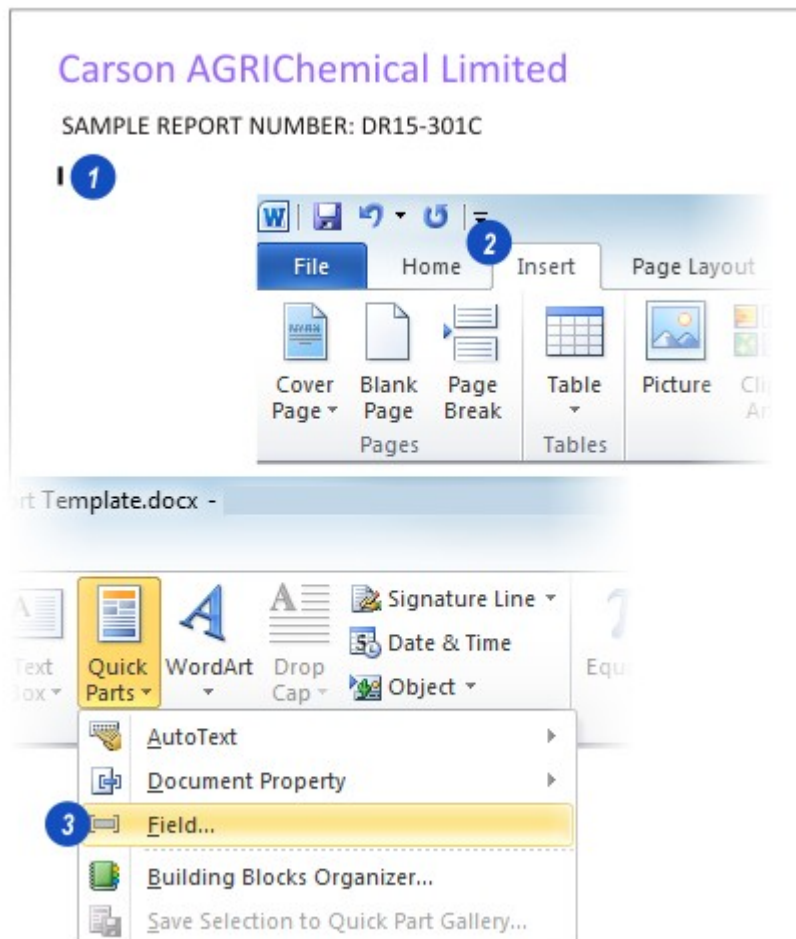 Carson AGRIChemical Limited
SAMPLE REPORT NUMBER: DR15-301C
1
W
2
File Home Insert Page Layout
Cover Page Blank Page Page Break Table Picture
Pages Tables
Template.docx -
Signature Line
Date & Time
Text Quick Parts WordArt Drop Cap Object
AutoText
Document Property
3 Field...
Building Blocks Organizer...
Save Selection to Quick Part Gallery...